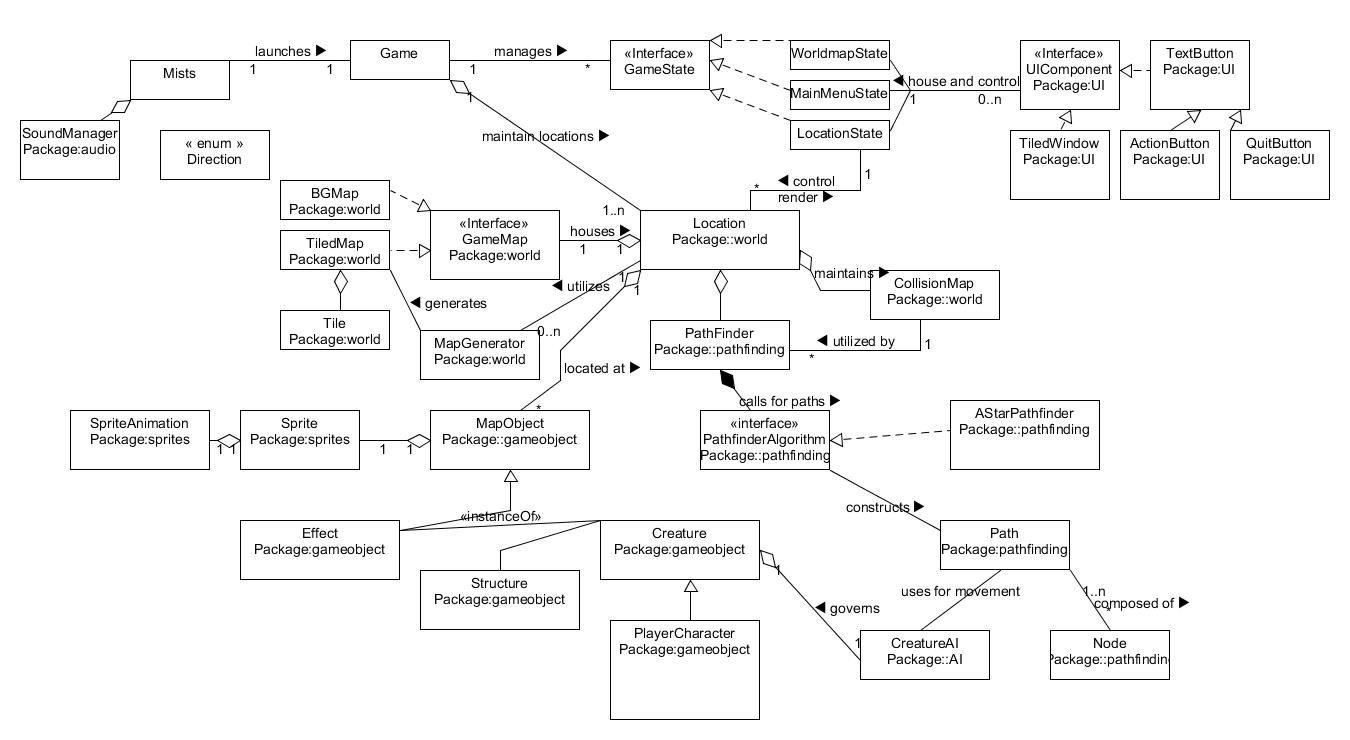 launches ▶
1
1
Mists
Game
manages ▶
1
*
«Interface»
GameState
WorldmapState
MainMenuState
LocationState
◀ house and control
1
0..n
«Interface»
UIComponent
Package:UI
TextButton
Package:UI
TiledWindow
Package:UI
ActionButton
Package:UI
QuitButton
Package:UI
SoundManager
Package:audio
« enum »
Direction
1
maintain locations ▶
1..n
1
◀ control
*
render ▶
BGMap
Package:world
TiledMap
Package:world
Tile
Package:world
«Interface»
GameMap
Package:world
houses ▶
1
1
Location
Package::world
◀ utilizes
1
1
0..n
◀ generates
MapGenerator
Package:world
maintains ▶
CollisionMap
Package::world
PathFinder
Package::pathfinding
◀ utilized by
*
1
located at ▶
*
calls for paths ▶
SpriteAnimation
Package:sprites
1
1
Sprite
Package:sprites
1
1
MapObject
Package::gameobject
«interface»
PathfinderAlgorithm
Package::pathfinding
AStarPathfinder
Package::pathfinding
constructs ▶
«instanceOf»
Effect
Package:gameobject
Structure
Package:gameobject
Creature
Package:gameobject
1
◀ governs
1
PlayerCharacter
Package:gameobject
Path
Package:pathfinding
uses for movement
1..n
composed of ▶
*
CreatureAI
Package::AI
Node
Package::pathfindin